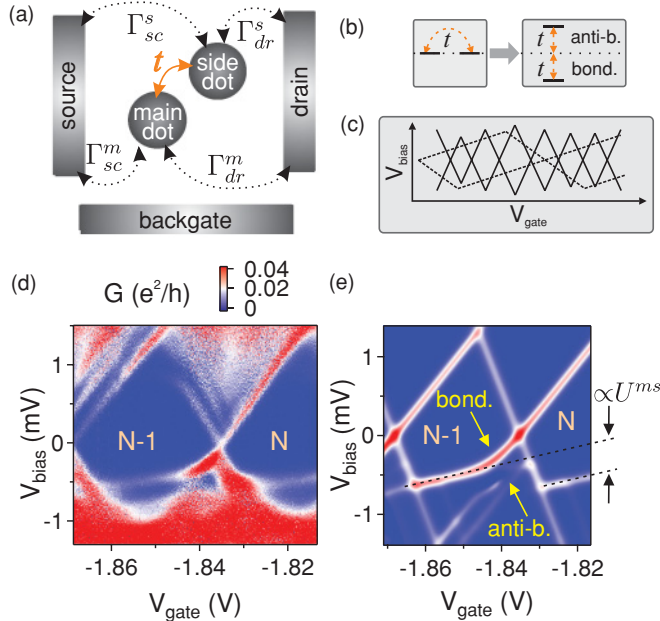 (a)
Γ^s_sc
Γ^s_dr
t
side
dot
main
dot
source
drain
Γ^m_sc
Γ^m_dr
backgate
(b)
t
t
anti-b.
t
bond.
(c)
V_bias
V_gate
(d)
G (e²/h)
0.04
0.02
0
1
0
-1
V_bias (mV)
N-1
N
-1.86
-1.84
-1.82
V_gate (V)
(e)
1
0
-1
V_bias (mV)
bond.
N-1
N
∝U^ms
anti-b.
-1.86
-1.84
-1.82
V_gate (V)